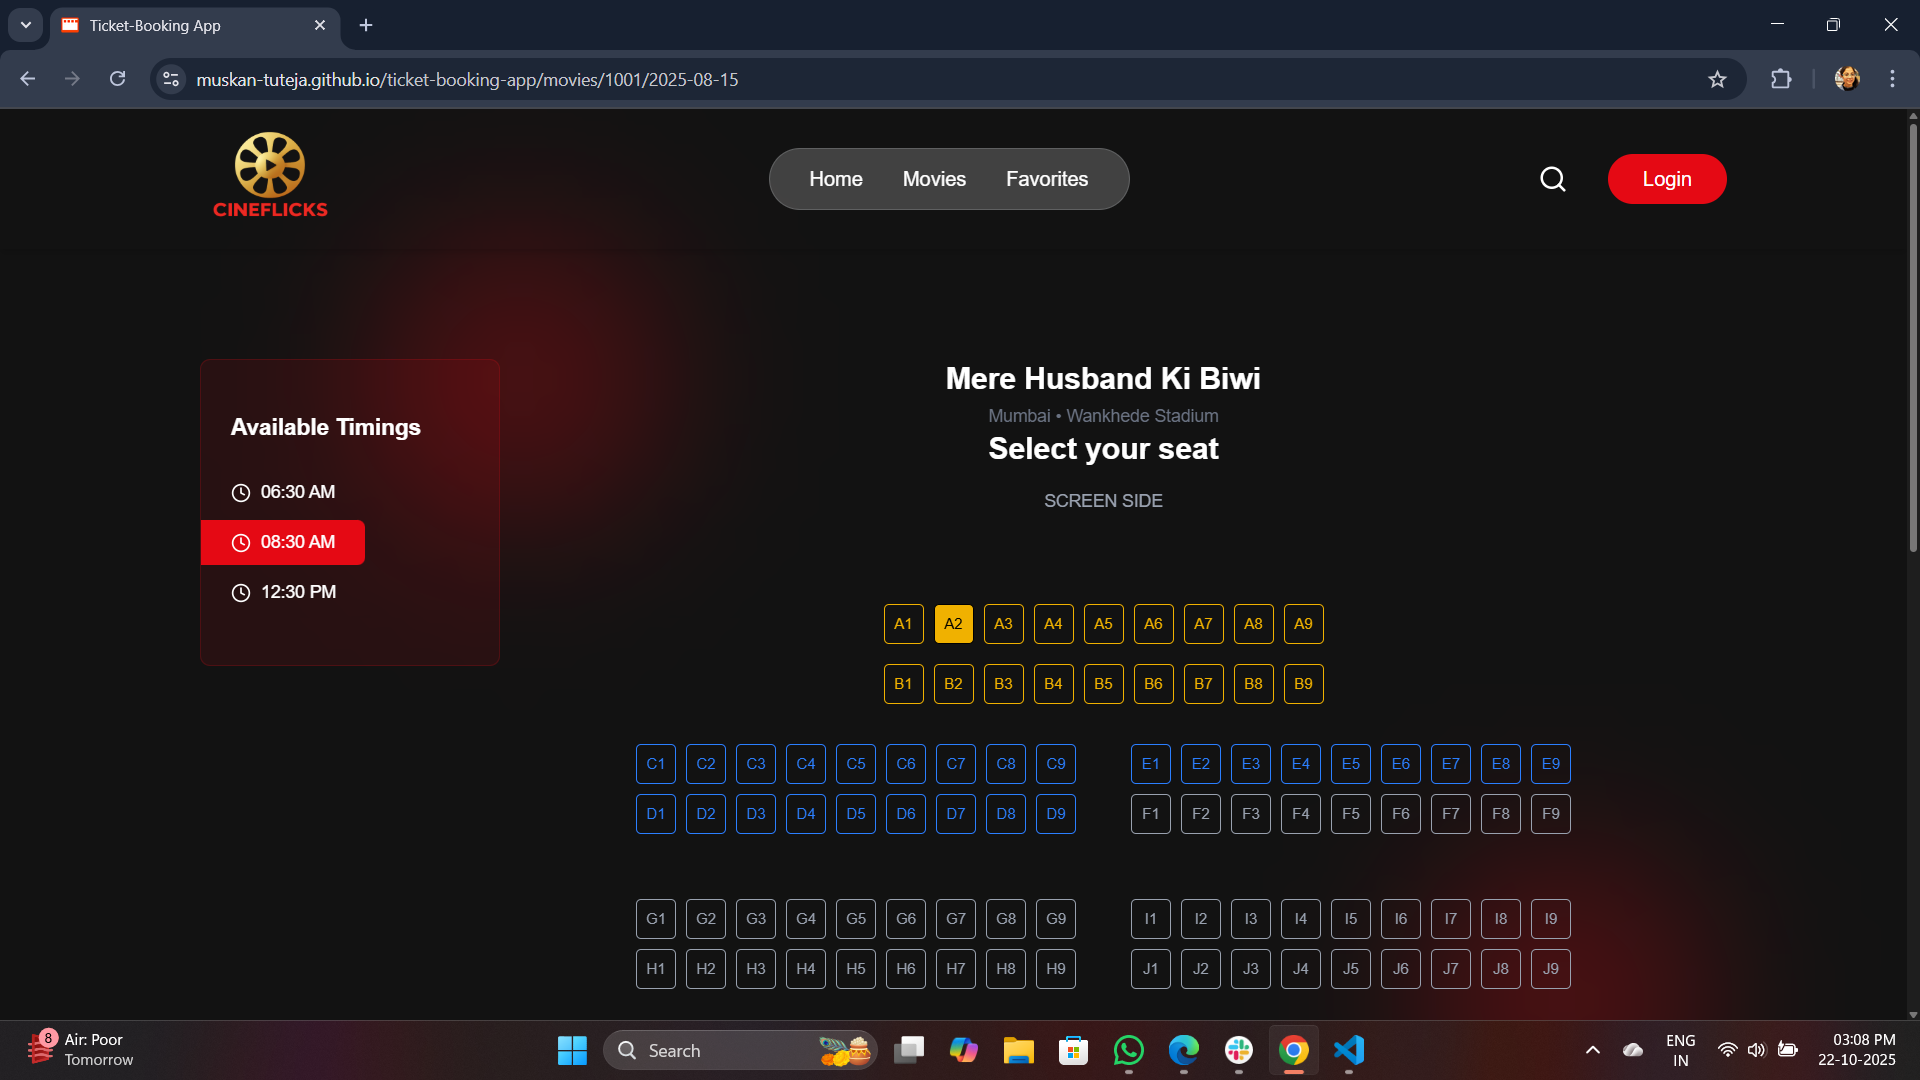 Ticket-Booking App
muskan-tuteja.github.io/ticket-booking-app/movies/1001/2025-08-15
CINEFLICKS
Home Movies Favorites
Login
Available Timings
06:30 AM
08:30 AM
12:30 PM
Mere Husband Ki Biwi
Mumbai • Wankhede Stadium
Select your seat
SCREEN SIDE
A1 A2 A3 A4 A5 A6 A7 A8 A9
B1 B2 B3 B4 B5 B6 B7 B8 B9
C1 C2 C3 C4 C5 C6 C7 C8 C9 E1 E2 E3 E4 E5 E6 E7 E8 E9
D1 D2 D3 D4 D5 D6 D7 D8 D9 F1 F2 F3 F4 F5 F6 F7 F8 F9
G1 G2 G3 G4 G5 G6 G7 G8 G9 I1 I2 I3 I4 I5 I6 I7 I8 I9
H1 H2 H3 H4 H5 H6 H7 H8 H9 J1 J2 J3 J4 J5 J6 J7 J8 J9
8
Air: Poor
Tomorrow
Search
ENG
IN
03:08 PM
22-10-2025